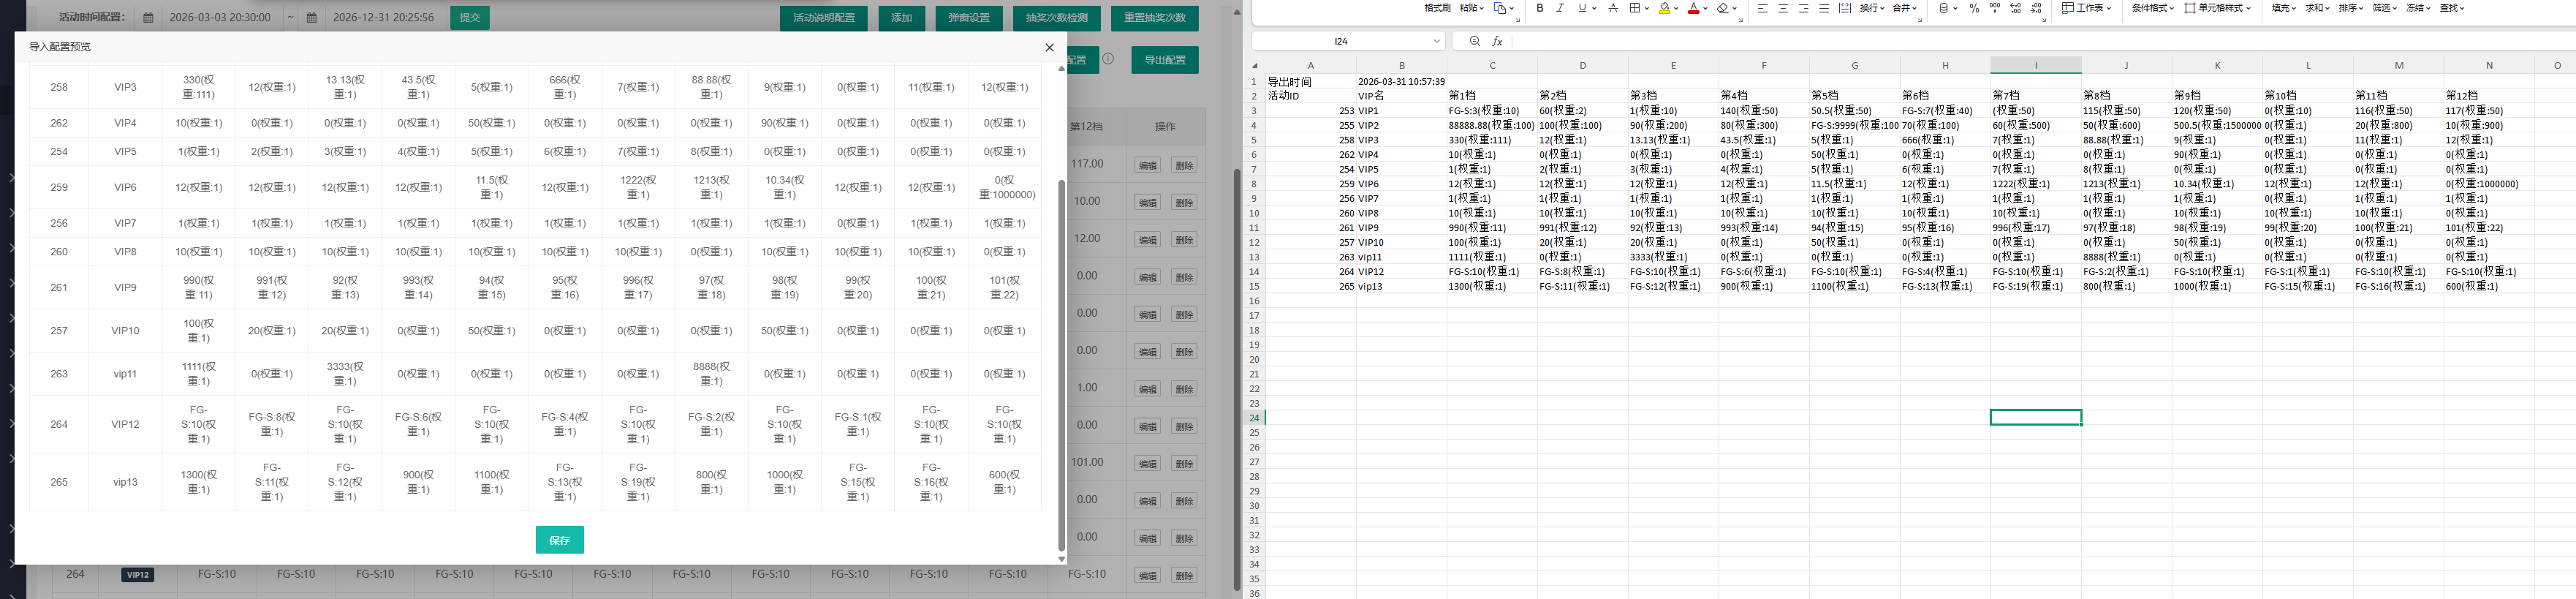 活动时间配置: 2026-03-03 20:30:00 ~ 2026-12-31 20:25:56 提交 活动说明配置 添加 弹窗设置 抽奖次数检测 重置抽奖次数
配置 导出配置
导入配置预览
258 VIP3 330(权重:111) 12(权重:1) 13.13(权重:1) 43.5(权重:1) 5(权重:1) 666(权重:1) 7(权重:1) 88.88(权重:1) 9(权重:1) 0(权重:1) 11(权重:1) 12(权重:1)
262 VIP4 10(权重:1) 0(权重:1) 0(权重:1) 0(权重:1) 50(权重:1) 0(权重:1) 0(权重:1) 0(权重:1) 90(权重:1) 0(权重:1) 0(权重:1) 0(权重:1)
254 VIP5 1(权重:1) 2(权重:1) 3(权重:1) 4(权重:1) 5(权重:1) 6(权重:1) 7(权重:1) 8(权重:1) 0(权重:1) 0(权重:1) 0(权重:1) 0(权重:1)
259 VIP6 12(权重:1) 12(权重:1) 12(权重:1) 12(权重:1) 11.5(权重:1) 12(权重:1) 1222(权重:1) 1213(权重:1) 10.34(权重:1) 12(权重:1) 12(权重:1) 0(权重:1000000)
256 VIP7 1(权重:1) 1(权重:1) 1(权重:1) 1(权重:1) 1(权重:1) 1(权重:1) 1(权重:1) 1(权重:1) 1(权重:1) 0(权重:1) 1(权重:1) 1(权重:1)
260 VIP8 10(权重:1) 10(权重:1) 10(权重:1) 10(权重:1) 10(权重:1) 10(权重:1) 10(权重:1) 0(权重:1) 10(权重:1) 10(权重:1) 10(权重:1) 0(权重:1)
261 VIP9 990(权重:11) 991(权重:12) 92(权重:13) 993(权重:14) 94(权重:15) 95(权重:16) 996(权重:17) 97(权重:18) 98(权重:19) 99(权重:20) 100(权重:21) 101(权重:22)
257 VIP10 100(权重:1) 20(权重:1) 20(权重:1) 0(权重:1) 50(权重:1) 0(权重:1) 0(权重:1) 0(权重:1) 50(权重:1) 0(权重:1) 0(权重:1) 0(权重:1)
263 vip11 1111(权重:1) 0(权重:1) 3333(权重:1) 0(权重:1) 0(权重:1) 0(权重:1) 0(权重:1) 8888(权重:1) 0(权重:1) 0(权重:1) 0(权重:1) 0(权重:1)
264 VIP12 FG-S:10(权重:1) FG-S:8(权重:1) FG-S:10(权重:1) FG-S:6(权重:1) FG-S:10(权重:1) FG-S:4(权重:1) FG-S:10(权重:1) FG-S:2(权重:1) FG-S:10(权重:1) FG-S:1(权重:1) FG-S:10(权重:1) FG-S:10(权重:1)
265 vip13 1300(权重:1) FG-S:11(权重:1) FG-S:12(权重:1) 900(权重:1) 1100(权重:1) FG-S:13(权重:1) FG-S:19(权重:1) 800(权重:1) 1000(权重:1) FG-S:15(权重:1) FG-S:16(权重:1) 600(权重:1)
保存
第12档 操作
117.00 编辑 删除
10.00 编辑 删除
12.00 编辑 删除
0.00 编辑 删除
0.00 编辑 删除
0.00 编辑 删除
1.00 编辑 删除
0.00 编辑 删除
101.00 编辑 删除
0.00 编辑 删除
0.00 编辑 删除
264 VIP12 FG-S:10 FG-S:10 FG-S:10 FG-S:10 FG-S:10 FG-S:10 FG-S:10 FG-S:10 FG-S:10 FG-S:10 FG-S:10 FG-S:10 编辑 删除
格式刷 粘贴 B I U A 换行 合并 % 工作表 条件格式 单元格样式 填充 求和 排序 筛选 冻结 查找
I24 fx
A B C D E F G H I J K L M N O
1 导出时间 2026-03-31 10:57:39
2 活动ID VIP名 第1档 第2档 第3档 第4档 第5档 第6档 第7档 第8档 第9档 第10档 第11档 第12档
3 253 VIP1 FG-S:3(权重:10) 60(权重:2) 1(权重:10) 140(权重:50) 50.5(权重:50) FG-S:7(权重:40) (权重:50) 115(权重:50) 120(权重:50) 0(权重:10) 116(权重:50) 117(权重:50)
4 255 VIP2 88888.88(权重:100) 100(权重:100) 90(权重:200) 80(权重:300) FG-S:9999(权重:100 70(权重:100) 60(权重:500) 50(权重:600) 500.5(权重:1500000 0(权重:1) 20(权重:800) 10(权重:900)
5 258 VIP3 330(权重:111) 12(权重:1) 13.13(权重:1) 43.5(权重:1) 5(权重:1) 666(权重:1) 7(权重:1) 88.88(权重:1) 9(权重:1) 0(权重:1) 11(权重:1) 12(权重:1)
6 262 VIP4 10(权重:1) 0(权重:1) 0(权重:1) 0(权重:1) 50(权重:1) 0(权重:1) 0(权重:1) 0(权重:1) 90(权重:1) 0(权重:1) 0(权重:1) 0(权重:1)
7 254 VIP5 1(权重:1) 2(权重:1) 3(权重:1) 4(权重:1) 5(权重:1) 6(权重:1) 7(权重:1) 8(权重:1) 0(权重:1) 0(权重:1) 0(权重:1) 0(权重:1)
8 259 VIP6 12(权重:1) 12(权重:1) 12(权重:1) 12(权重:1) 11.5(权重:1) 12(权重:1) 1222(权重:1) 1213(权重:1) 10.34(权重:1) 12(权重:1) 12(权重:1) 0(权重:1000000)
9 256 VIP7 1(权重:1) 1(权重:1) 1(权重:1) 1(权重:1) 1(权重:1) 1(权重:1) 1(权重:1) 1(权重:1) 1(权重:1) 0(权重:1) 1(权重:1) 1(权重:1)
10 260 VIP8 10(权重:1) 10(权重:1) 10(权重:1) 10(权重:1) 10(权重:1) 10(权重:1) 10(权重:1) 0(权重:1) 10(权重:1) 10(权重:1) 10(权重:1) 0(权重:1)
11 261 VIP9 990(权重:11) 991(权重:12) 92(权重:13) 993(权重:14) 94(权重:15) 95(权重:16) 996(权重:17) 97(权重:18) 98(权重:19) 99(权重:20) 100(权重:21) 101(权重:22)
12 257 VIP10 100(权重:1) 20(权重:1) 20(权重:1) 0(权重:1) 50(权重:1) 0(权重:1) 0(权重:1) 0(权重:1) 50(权重:1) 0(权重:1) 0(权重:1) 0(权重:1)
13 263 vip11 1111(权重:1) 0(权重:1) 3333(权重:1) 0(权重:1) 0(权重:1) 0(权重:1) 0(权重:1) 8888(权重:1) 0(权重:1) 0(权重:1) 0(权重:1) 0(权重:1)
14 264 VIP12 FG-S:10(权重:1) FG-S:8(权重:1) FG-S:10(权重:1) FG-S:6(权重:1) FG-S:10(权重:1) FG-S:4(权重:1) FG-S:10(权重:1) FG-S:2(权重:1) FG-S:10(权重:1) FG-S:1(权重:1) FG-S:10(权重:1) FG-S:10(权重:1)
15 265 vip13 1300(权重:1) FG-S:11(权重:1) FG-S:12(权重:1) 900(权重:1) 1100(权重:1) FG-S:13(权重:1) FG-S:19(权重:1) 800(权重:1) 1000(权重:1) FG-S:15(权重:1) FG-S:16(权重:1) 600(权重:1)
16
17
18
19
20
21
22
23
24
25
26
27
28
29
30
31
32
33
34
35
36